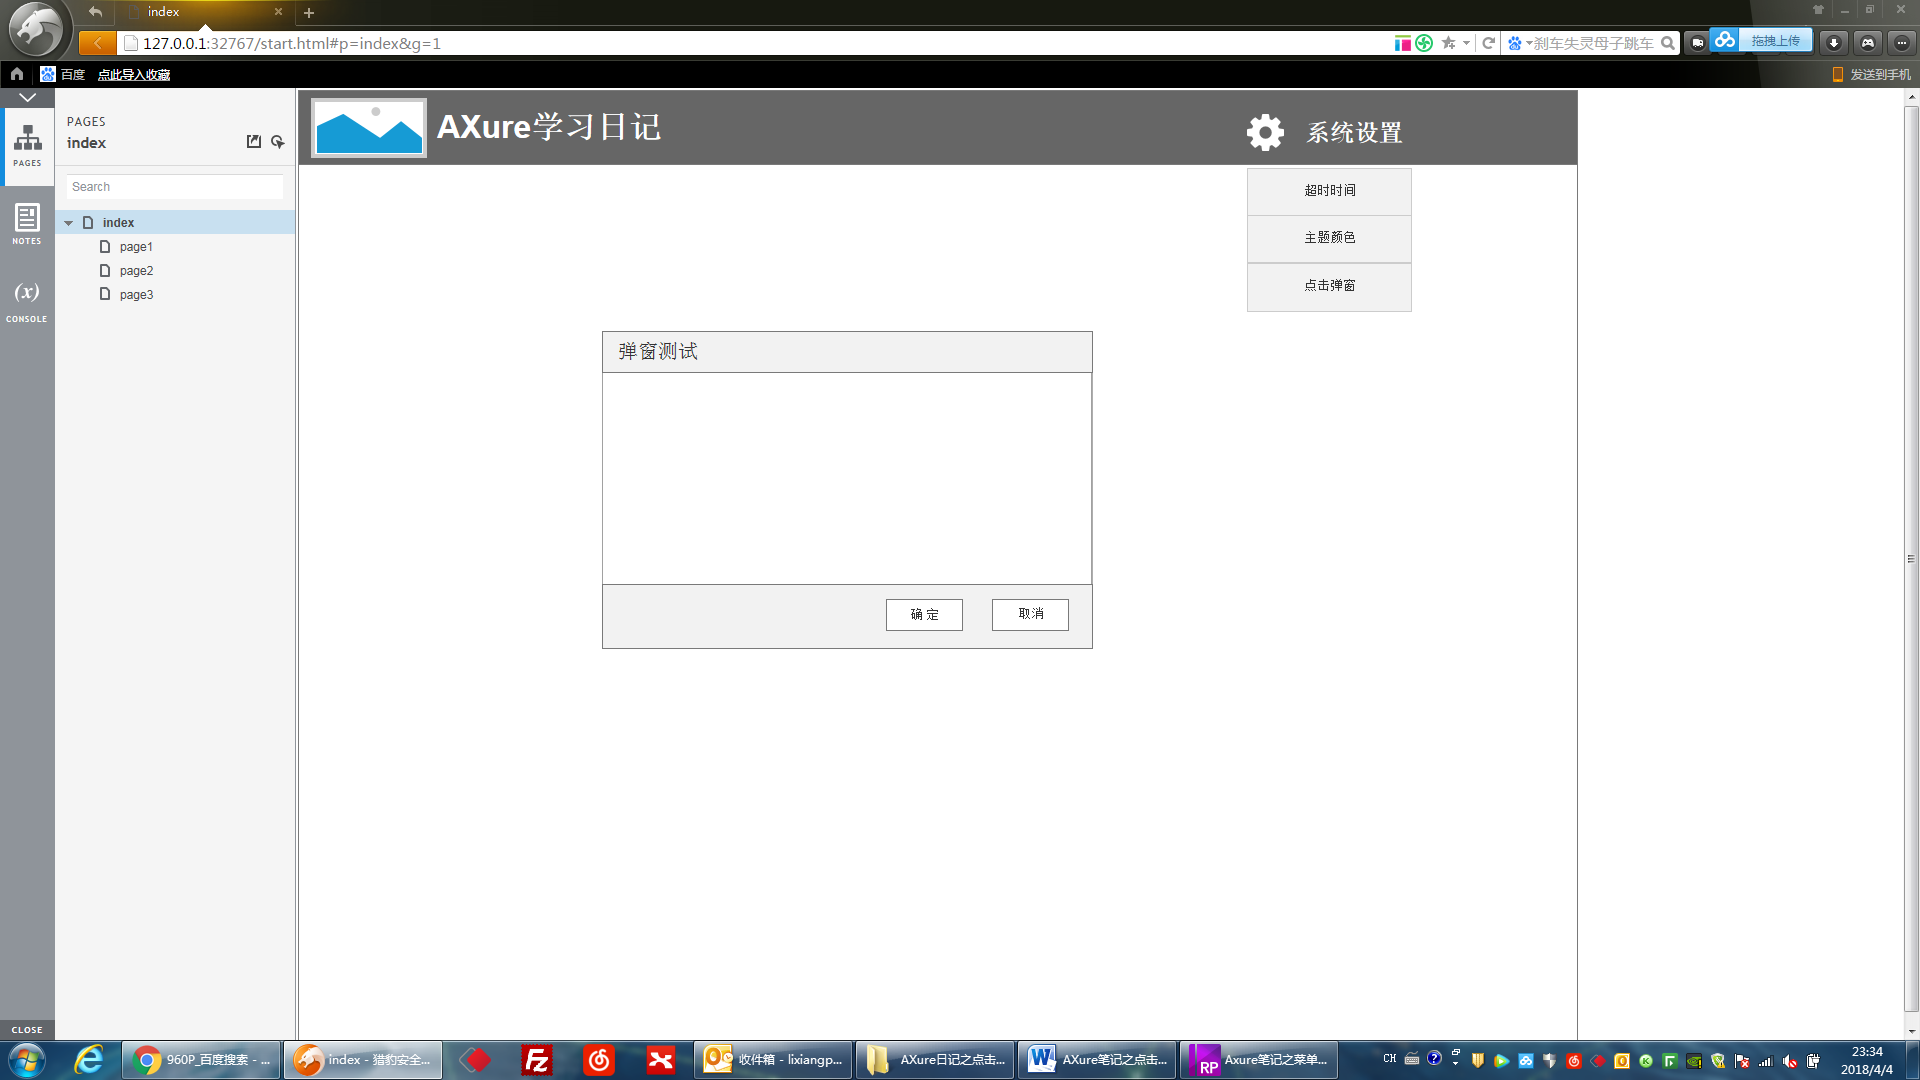 index
127.0.0.1:32767/start.html#p=index&g=1
刹车失灵母子跳车
拖拽上传
百度
点此导入收藏
发送到手机
PAGES
index
PAGES
Search
index
page1
page2
page3
NOTES
(x)
CONSOLE
CLOSE
AXure学习日记
系统设置
超时时间
主题颜色
点击弹窗
弹窗测试
确 定
取消
960P_百度搜索 - ...
index - 猎豹安全...
收件箱 - lixiangp...
AXure日记之点击...
AXure笔记之点击...
Axure笔记之菜单...
CH
23:34
2018/4/4